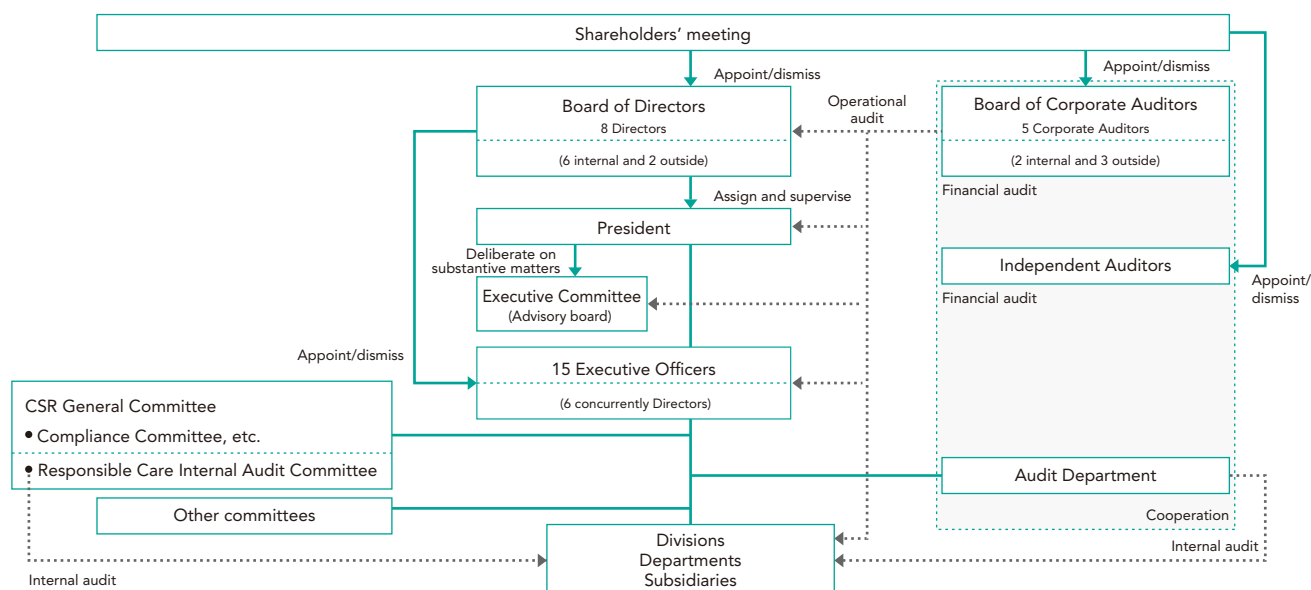 Shareholders' meeting
Appoint/dismiss
Appoint/dismiss
Board of Directors
8 Directors
(6 internal and 2 outside)
Operational
audit
Board of Corporate Auditors
5 Corporate Auditors
(2 internal and 3 outside)
Financial audit
Assign and supervise
President
Deliberate on
substantive matters
Independent Auditors
Appoint/
dismiss
Financial audit
Executive Committee
(Advisory board)
Appoint/dismiss
15 Executive Officers
(6 concurrently Directors)
CSR General Committee
• Compliance Committee, etc.
• Responsible Care Internal Audit Committee
Audit Department
Other committees
Cooperation
Divisions
Departments
Subsidiaries
Internal audit
Internal audit